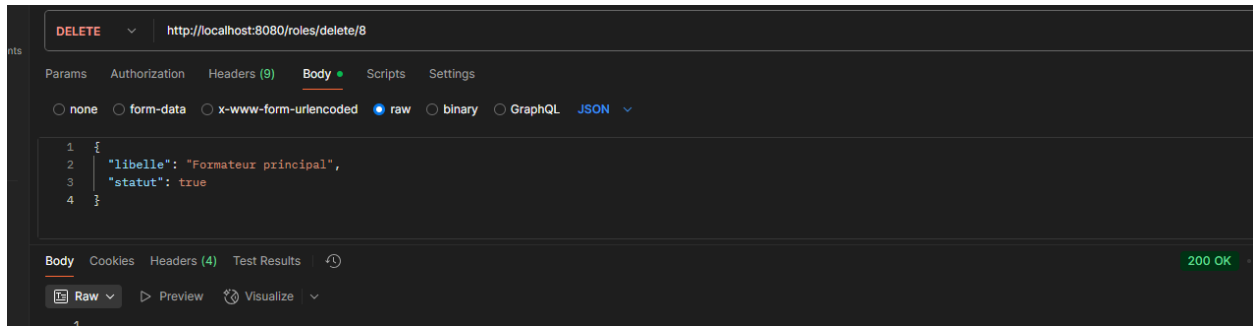 DELETE http://localhost:8080/roles/delete/8
nts
Params Authorization Headers (9) Body Scripts Settings
none form-data x-www-form-urlencoded raw binary GraphQL JSON
1 {
2 "libelle": "Formateur principal",
3 "statut": true
4 }
Body Cookies Headers (4) Test Results 200 OK
Raw Preview Visualize
1